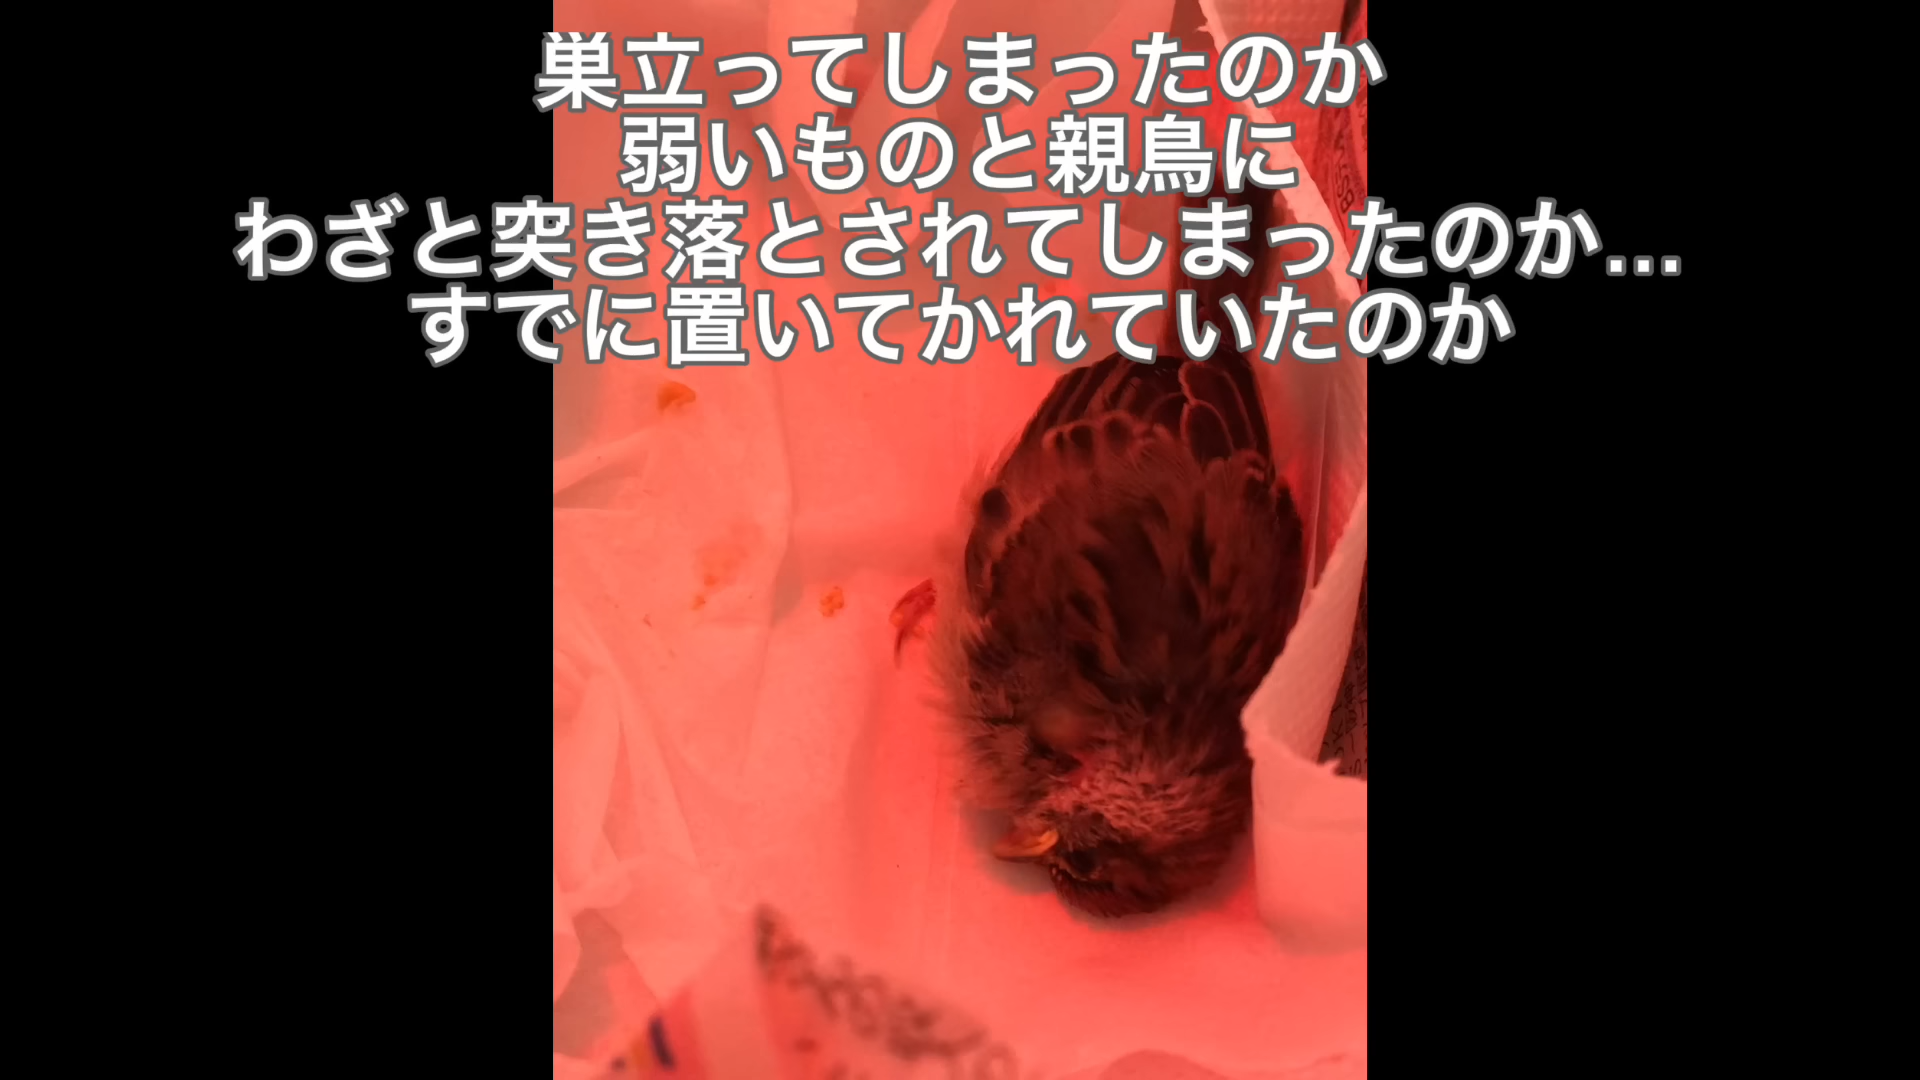 巣立ってしまったのか
弱いものと親鳥に
わざと突き落とされてしまったのか...
すでに置いてかれていたのか